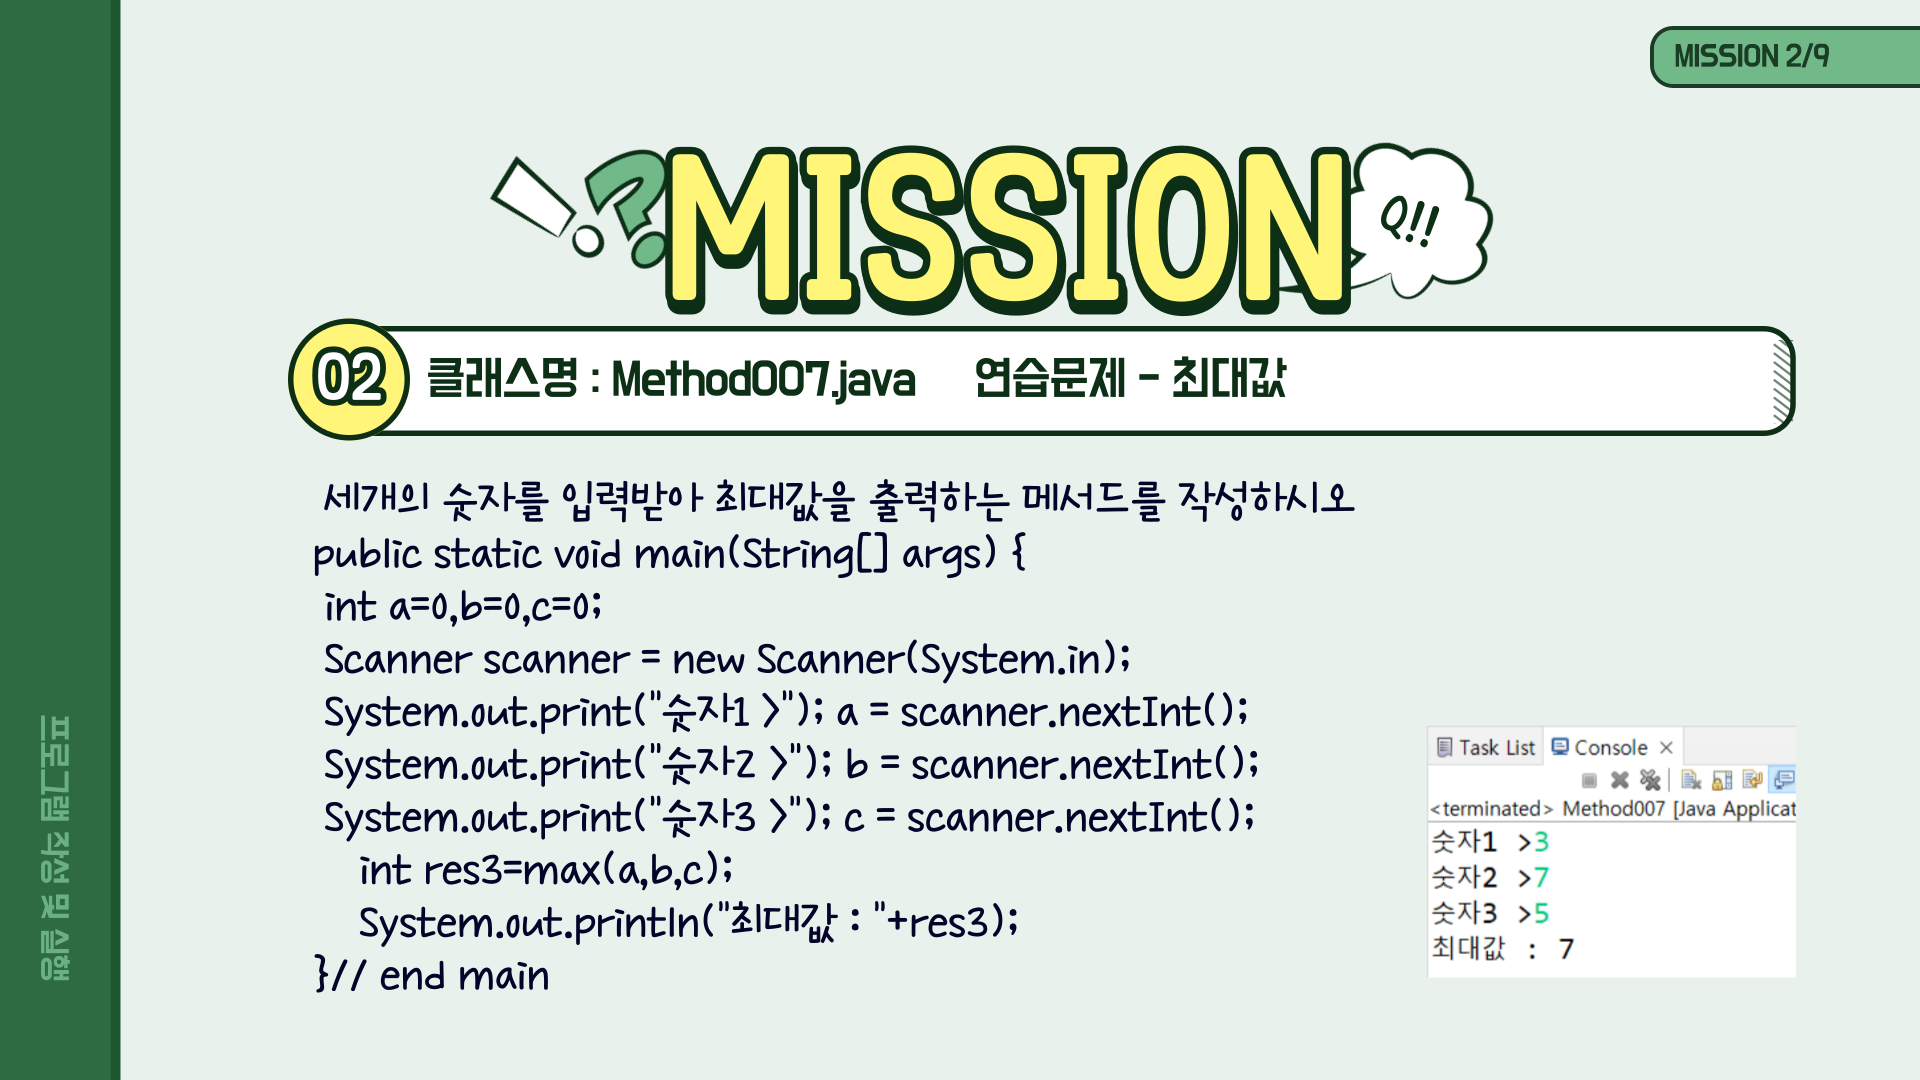 MISSION 2/9
MISSION
Q!!
02
클래스명 : Method007.java 연습문제 - 최대값
세개의 숫자를 입력받아 최대값을 출력하는 메서드를 작성하시오
public static void main(String[] args) {
int a=0,b=0,c=0;
Scanner scanner = new Scanner(System.in);
System.out.print("숫자1 >"); a = scanner.nextInt();
System.out.print("숫자2 >"); b = scanner.nextInt();
System.out.print("숫자3 >"); c = scanner.nextInt();
int res3=max(a,b,c);
System.out.println("최대값 : "+res3);
}// end main
Task List Console
<terminated> Method007 [Java Applicat
숫자1 >3
숫자2 >7
숫자3 >5
최대값 : 7
프로그램 작성 및 실행